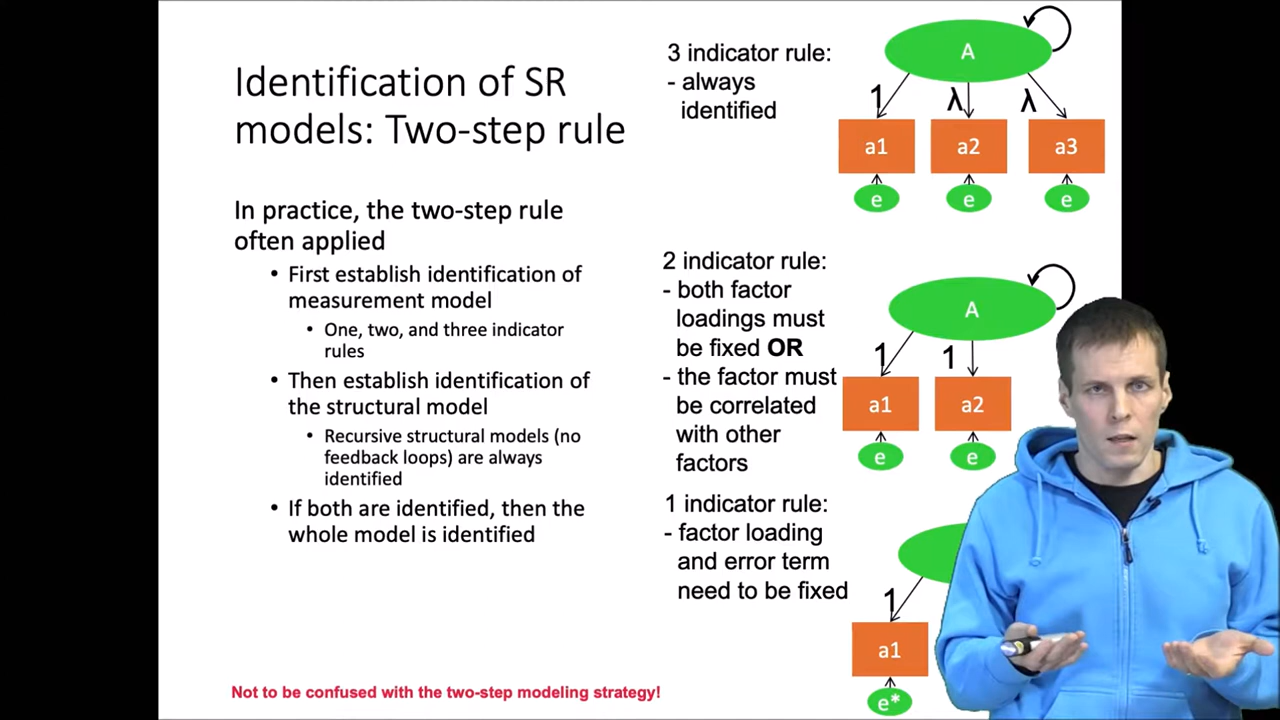 Identification of SR
models: Two-step rule
In practice, the two-step rule
often applied
• First establish identification of
measurement model
• One, two, and three indicator
rules
• Then establish identification of
the structural model
• Recursive structural models (no
feedback loops) are always
identified
• If both are identified, then the
whole model is identified
Not to be confused with the two-step modeling strategy!
3 indicator rule:
- always
identified
A
1 λ λ
a1 a2 a3
e e e
2 indicator rule:
- both factor
loadings must
be fixed OR
- the factor must
be correlated
with other
factors
A
1 1
a1 a2
e e
1 indicator rule:
- factor loading
and error term
need to be fixed
1
a1
e*